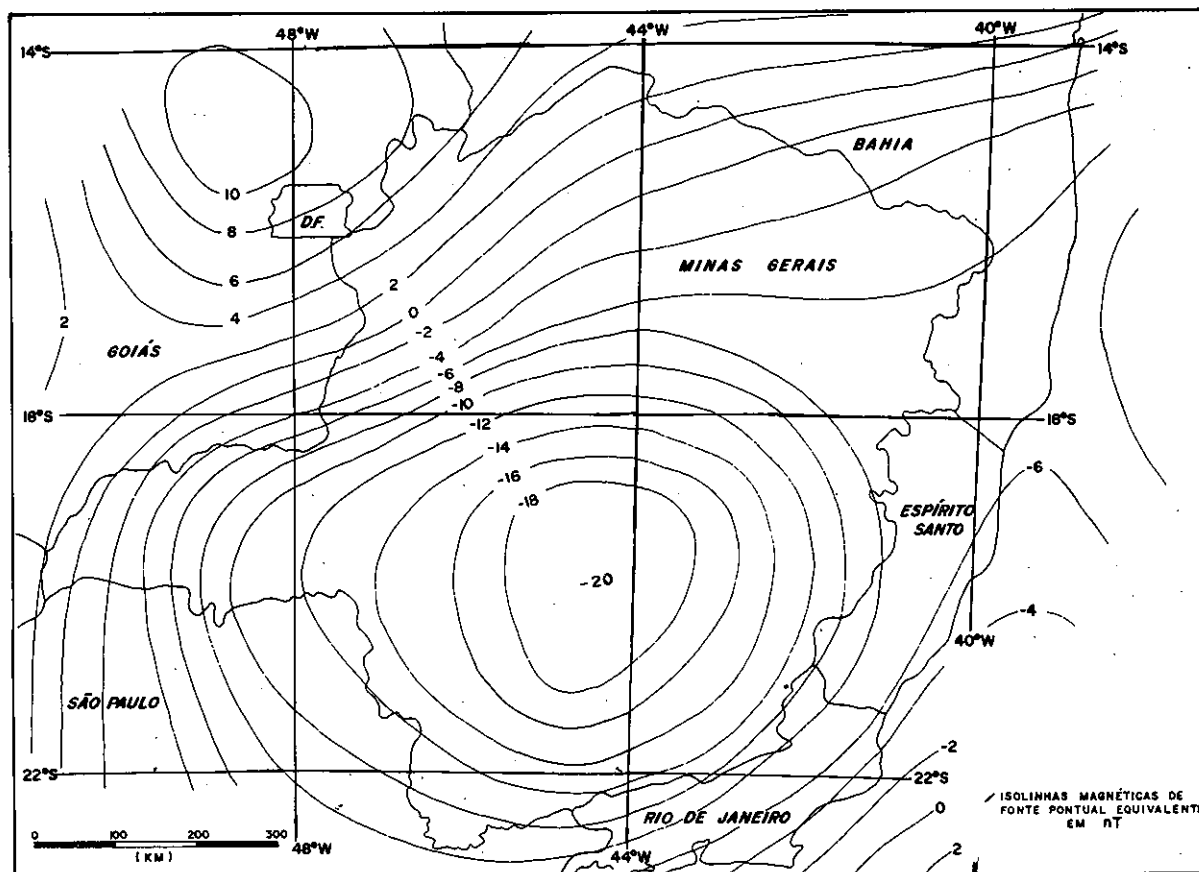 48°W
44°W
40°W
14°S
14°S
BAHIA
10
D.F.
8
MINAS GERAIS
6
2
4
0
2
-2
GOIÁS
-4
-6
-8
-10
18°S
18°S
-12
-14
-6
-16
-18
ESPÍRITO
SANTO
-20
-4
40°W
SÃO PAULO
-2
22°S
22°S
ISOLINHAS MAGNÉTICAS DE
FONTE PONTUAL EQUIVALENT
EM nT
0
RIO DE JANEIRO
0 100 200 300
(KM)
48°W
44°W
2